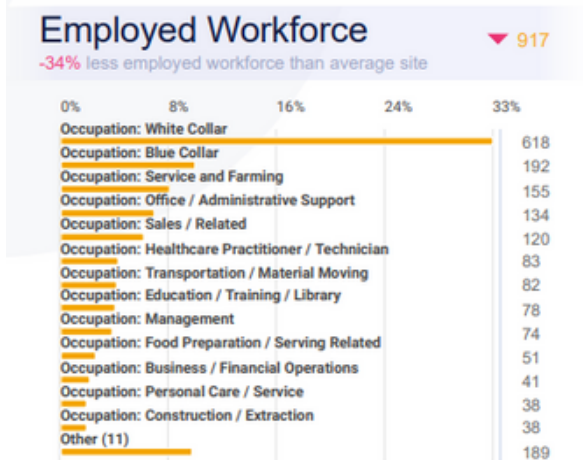 Employed Workforce
917
-34% less employed workforce than average site
0% 8% 16% 24% 33%
Occupation: White Collar
618
Occupation: Blue Collar
192
Occupation: Service and Farming
155
Occupation: Office / Administrative Support
134
Occupation: Sales / Related
120
Occupation: Healthcare Practitioner / Technician
83
Occupation: Transportation / Material Moving
82
Occupation: Education / Training / Library
78
Occupation: Management
74
Occupation: Food Preparation / Serving Related
51
Occupation: Business / Financial Operations
41
Occupation: Personal Care / Service
38
Occupation: Construction / Extraction
38
Other (11)
189